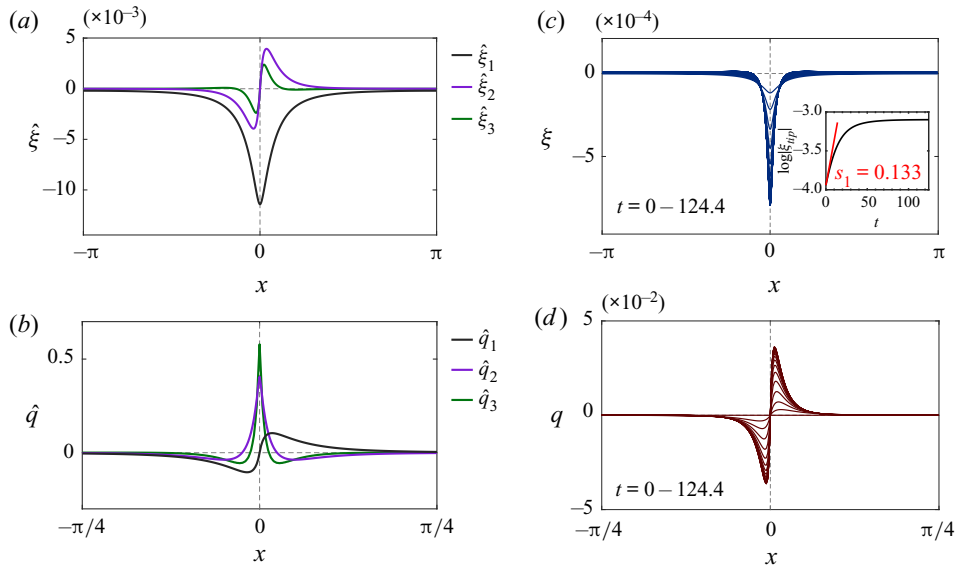 (a)
(×10⁻³)
5
0
−5
−10
ξ̂
ξ̂₁
ξ̂₂
ξ̂₃
−π
0
π
x
(b)
0.5
0
q̂
q̂₁
q̂₂
q̂₃
−π/4
0
π/4
x
(c)
(×10⁻⁴)
0
−5
ξ
t = 0 – 124.4
−3.0
−3.5
−4.0
log|ξₜᵢₚ|
s₁ = 0.133
0
50
100
t
−π
0
π
x
(×10⁻²)
(d)
5
0
−5
q
t = 0 – 124.4
−π/4
0
π/4
x